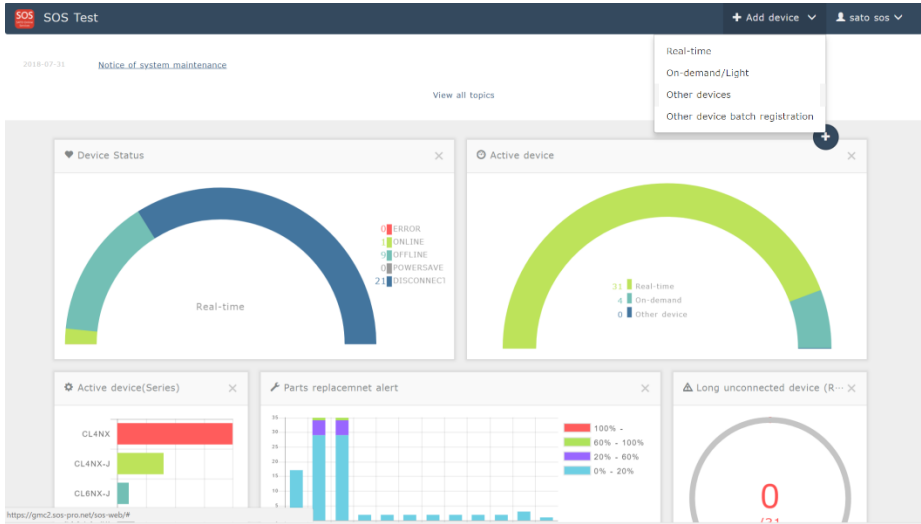 SOS
SOS Test
Add device
sato sos
2018-07-31
Notice of system maintenance
View all topics
Real-time
On-demand/Light
Other devices
Other device batch registration
Device Status
0 ERROR
1 ONLINE
9 OFFLINE
0 POWERSAVE
21 DISCONNECT
Real-time
Active device
31 Real-time
4 On-demand
0 Other device
Active device(Series)
CL4NX
CL4NX-J
CL6NX-J
Parts replacemnet alert
35
30
25
20
15
10
5
100% -
60% - 100%
20% - 60%
0% - 20%
Long unconnected device (R···
0
/31
https://gmc2.sos-pro.net/sos-web/#